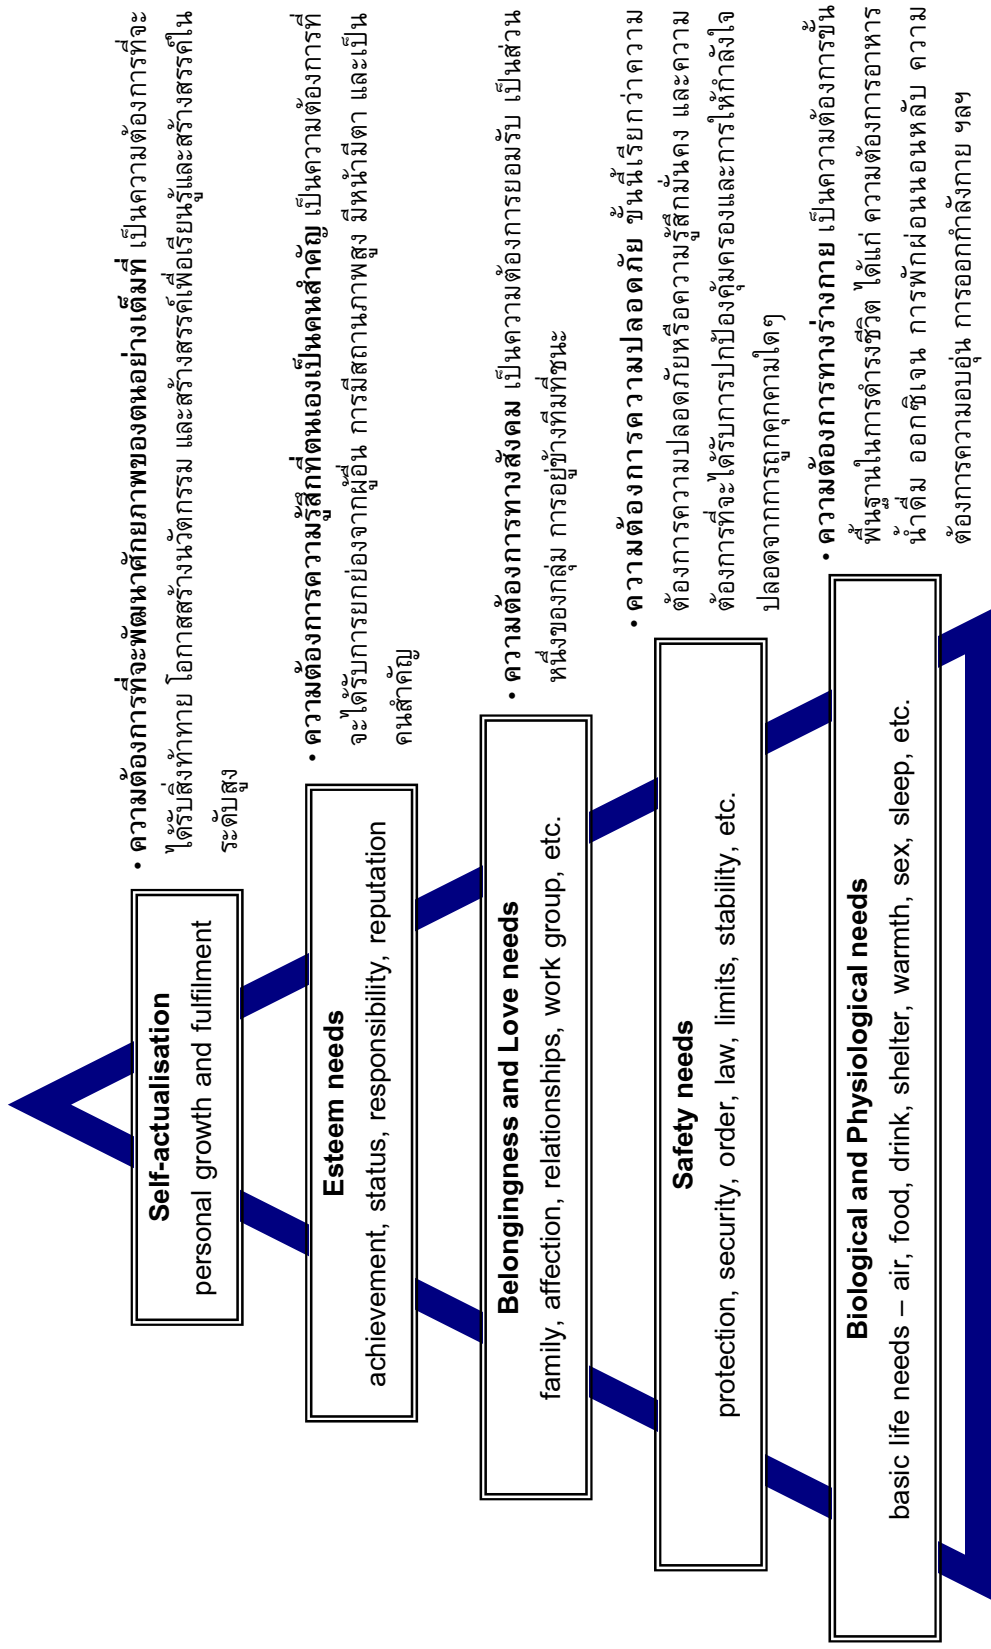 Self-actualisation
personal growth and fulfilment
• ความต้องการที่จะพัฒนาศักยภาพของตนอย่างเต็มที่ เป็นความต้องการที่จะ
ได้รับสิ่งท้าทาย โอกาสสร้างนวัตกรรม และสร้างสรรค์เพื่อเรียนรู้และสร้างสรรค์ใน
ระดับสูง
Esteem needs
achievement, status, responsibility, reputation
• ความต้องการความรู้สึกที่ตนเองเป็นคนสำคัญ เป็นความต้องการที่
จะได้รับการยกย่องจากผู้อื่น การมีสถานภาพสูง มีหน้ามีตา และเป็น
คนสำคัญ
Belongingness and Love needs
family, affection, relationships, work group, etc.
• ความต้องการทางสังคม เป็นความต้องการยอมรับ เป็นส่วน
หนึ่งของกลุ่ม การอยู่ข้างทีมที่ชนะ
Safety needs
protection, security, order, law, limits, stability, etc.
• ความต้องการความปลอดภัย ขั้นนี้เรียกว่าความ
ต้องการความปลอดภัยหรือความรู้สึกมั่นคง และความ
ต้องการที่จะได้รับการปกป้องคุ้มครองและการให้กำลังใจ
ปลอดจากการถูกคุกคามใดๆ
Biological and Physiological needs
basic life needs – air, food, drink, shelter, warmth, sex, sleep, etc.
• ความต้องการทางร่างกาย เป็นความต้องการขั้น
พื้นฐานในการดำรงชีวิต ได้แก่ ความต้องการอาหาร
น้ำดื่ม ออกซิเจน การพักผ่อนนอนหลับ ความ
ต้องการความอบอุ่น การออกกำลังกาย ฯลฯ